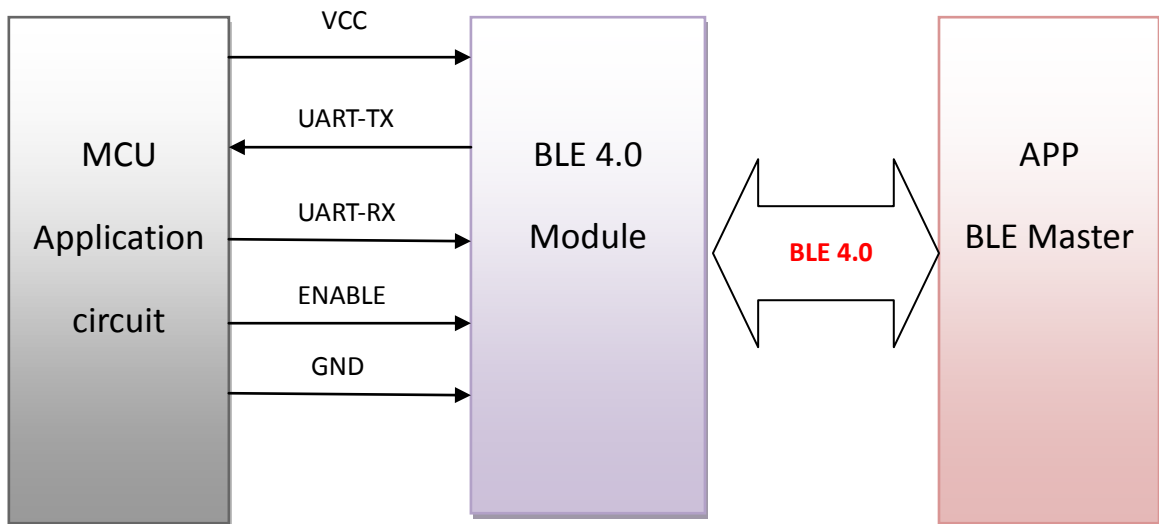 MCU
Application
circuit
VCC
UART-TX
UART-RX
ENABLE
GND
BLE 4.0
Module
BLE 4.0
APP
BLE Master